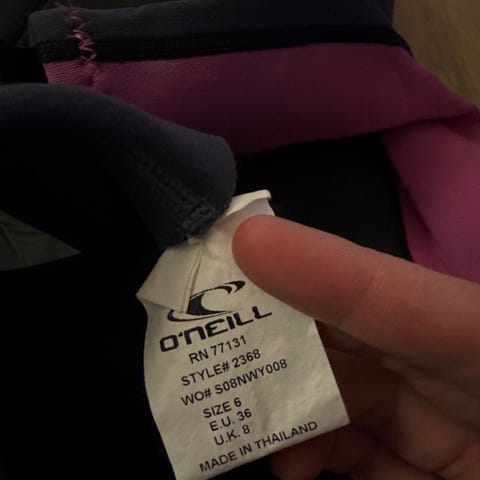 O'NEILL
RN 77131
STYLE# 2368
WO# S08NWY008
SIZE 6
E.U. 36
U.K. 8
MADE IN THAILAND